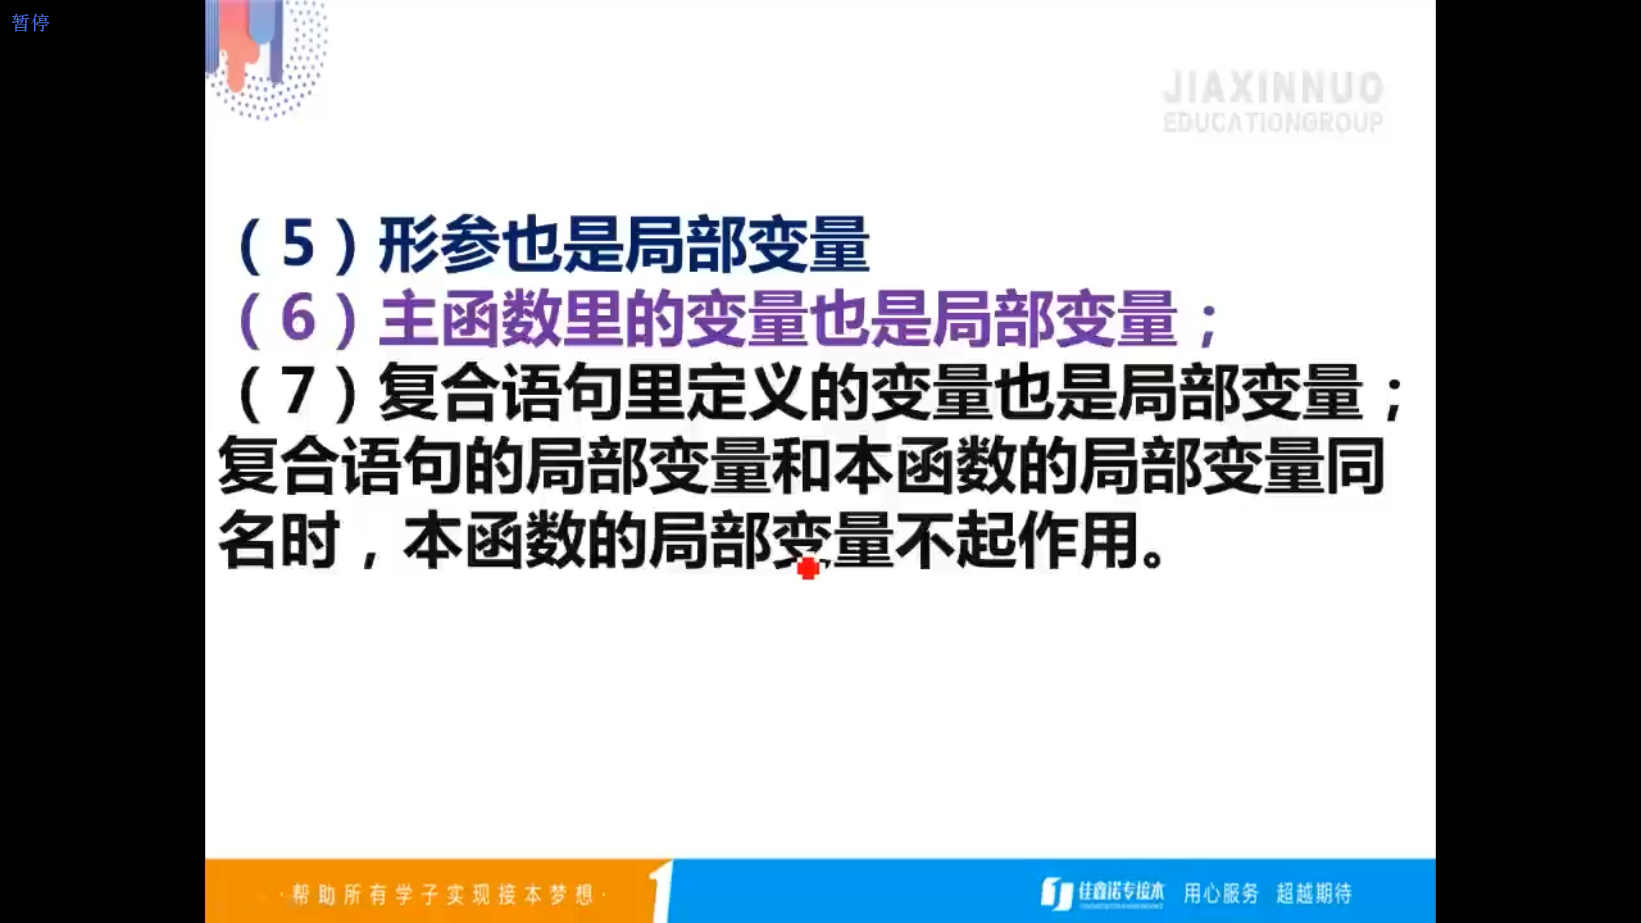 暂停
JIAXINNUO
EDUCATIONGROUP
（5）形参也是局部变量
（6）主函数里的变量也是局部变量；
（7）复合语句里定义的变量也是局部变量；
复合语句的局部变量和本函数的局部变量同
名时，本函数的局部变量不起作用。
·帮助所有学子实现接本梦想·
佳鑫诺专接本
用心服务 超越期待